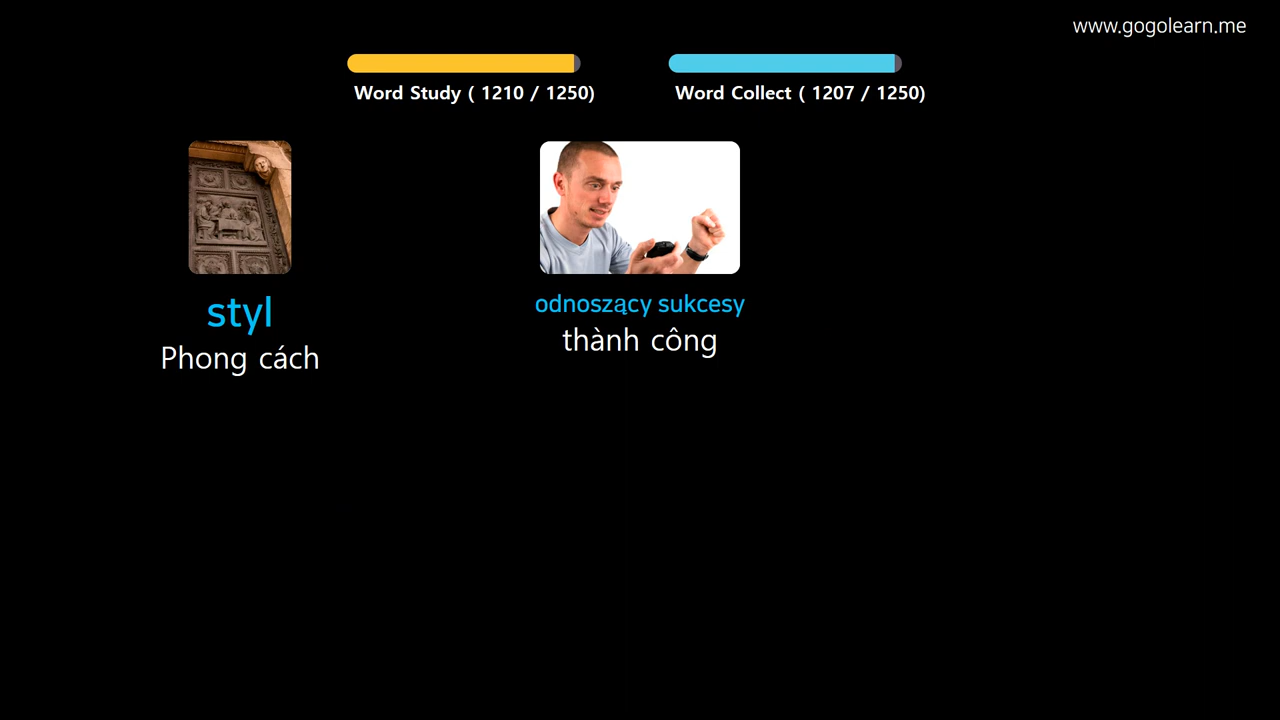 www.gogolearn.me
Word Study ( 1210 / 1250)
Word Collect ( 1207 / 1250)
styl
Phong cách
odnoszący sukcesy
thành công